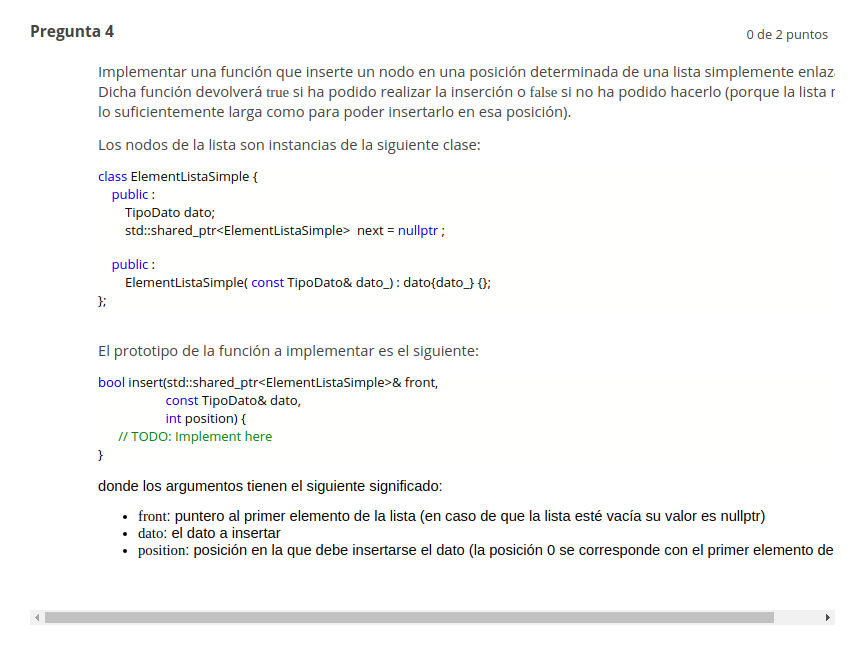 Pregunta 4
0 de 2 puntos
Implementar una función que inserte un nodo en una posición determinada de una lista simplemente
Dicha función devolverá true si ha podido realizar la inserción o false si no ha podido hacerlo (porque la lista
lo suficientemente larga como para poder insertarlo en esa posición).
Los nodos de la lista son instancias de la siguiente clase:
class ElementListaSimple {
public :
TipoDato dato;
std::shared_ptr<ElementListaSimple> next = nullptr ;
public :
ElementListaSimple( const TipoDato& dato_) : dato{dato_} {};
};
El prototipo de la función a implementar es el siguiente:
bool insert(std::shared_ptr<ElementListaSimple>& front,
const TipoDato& dato,
int position) {
// TODO: Implement here
}
donde los argumentos tienen el siguiente significado:
• front: puntero al primer elemento de la lista (en caso de que la lista esté vacía su valor es nullptr)
• dato: el dato a insertar
• position: posición en la que debe insertarse el dato (la posición 0 se corresponde con el primer elemento de